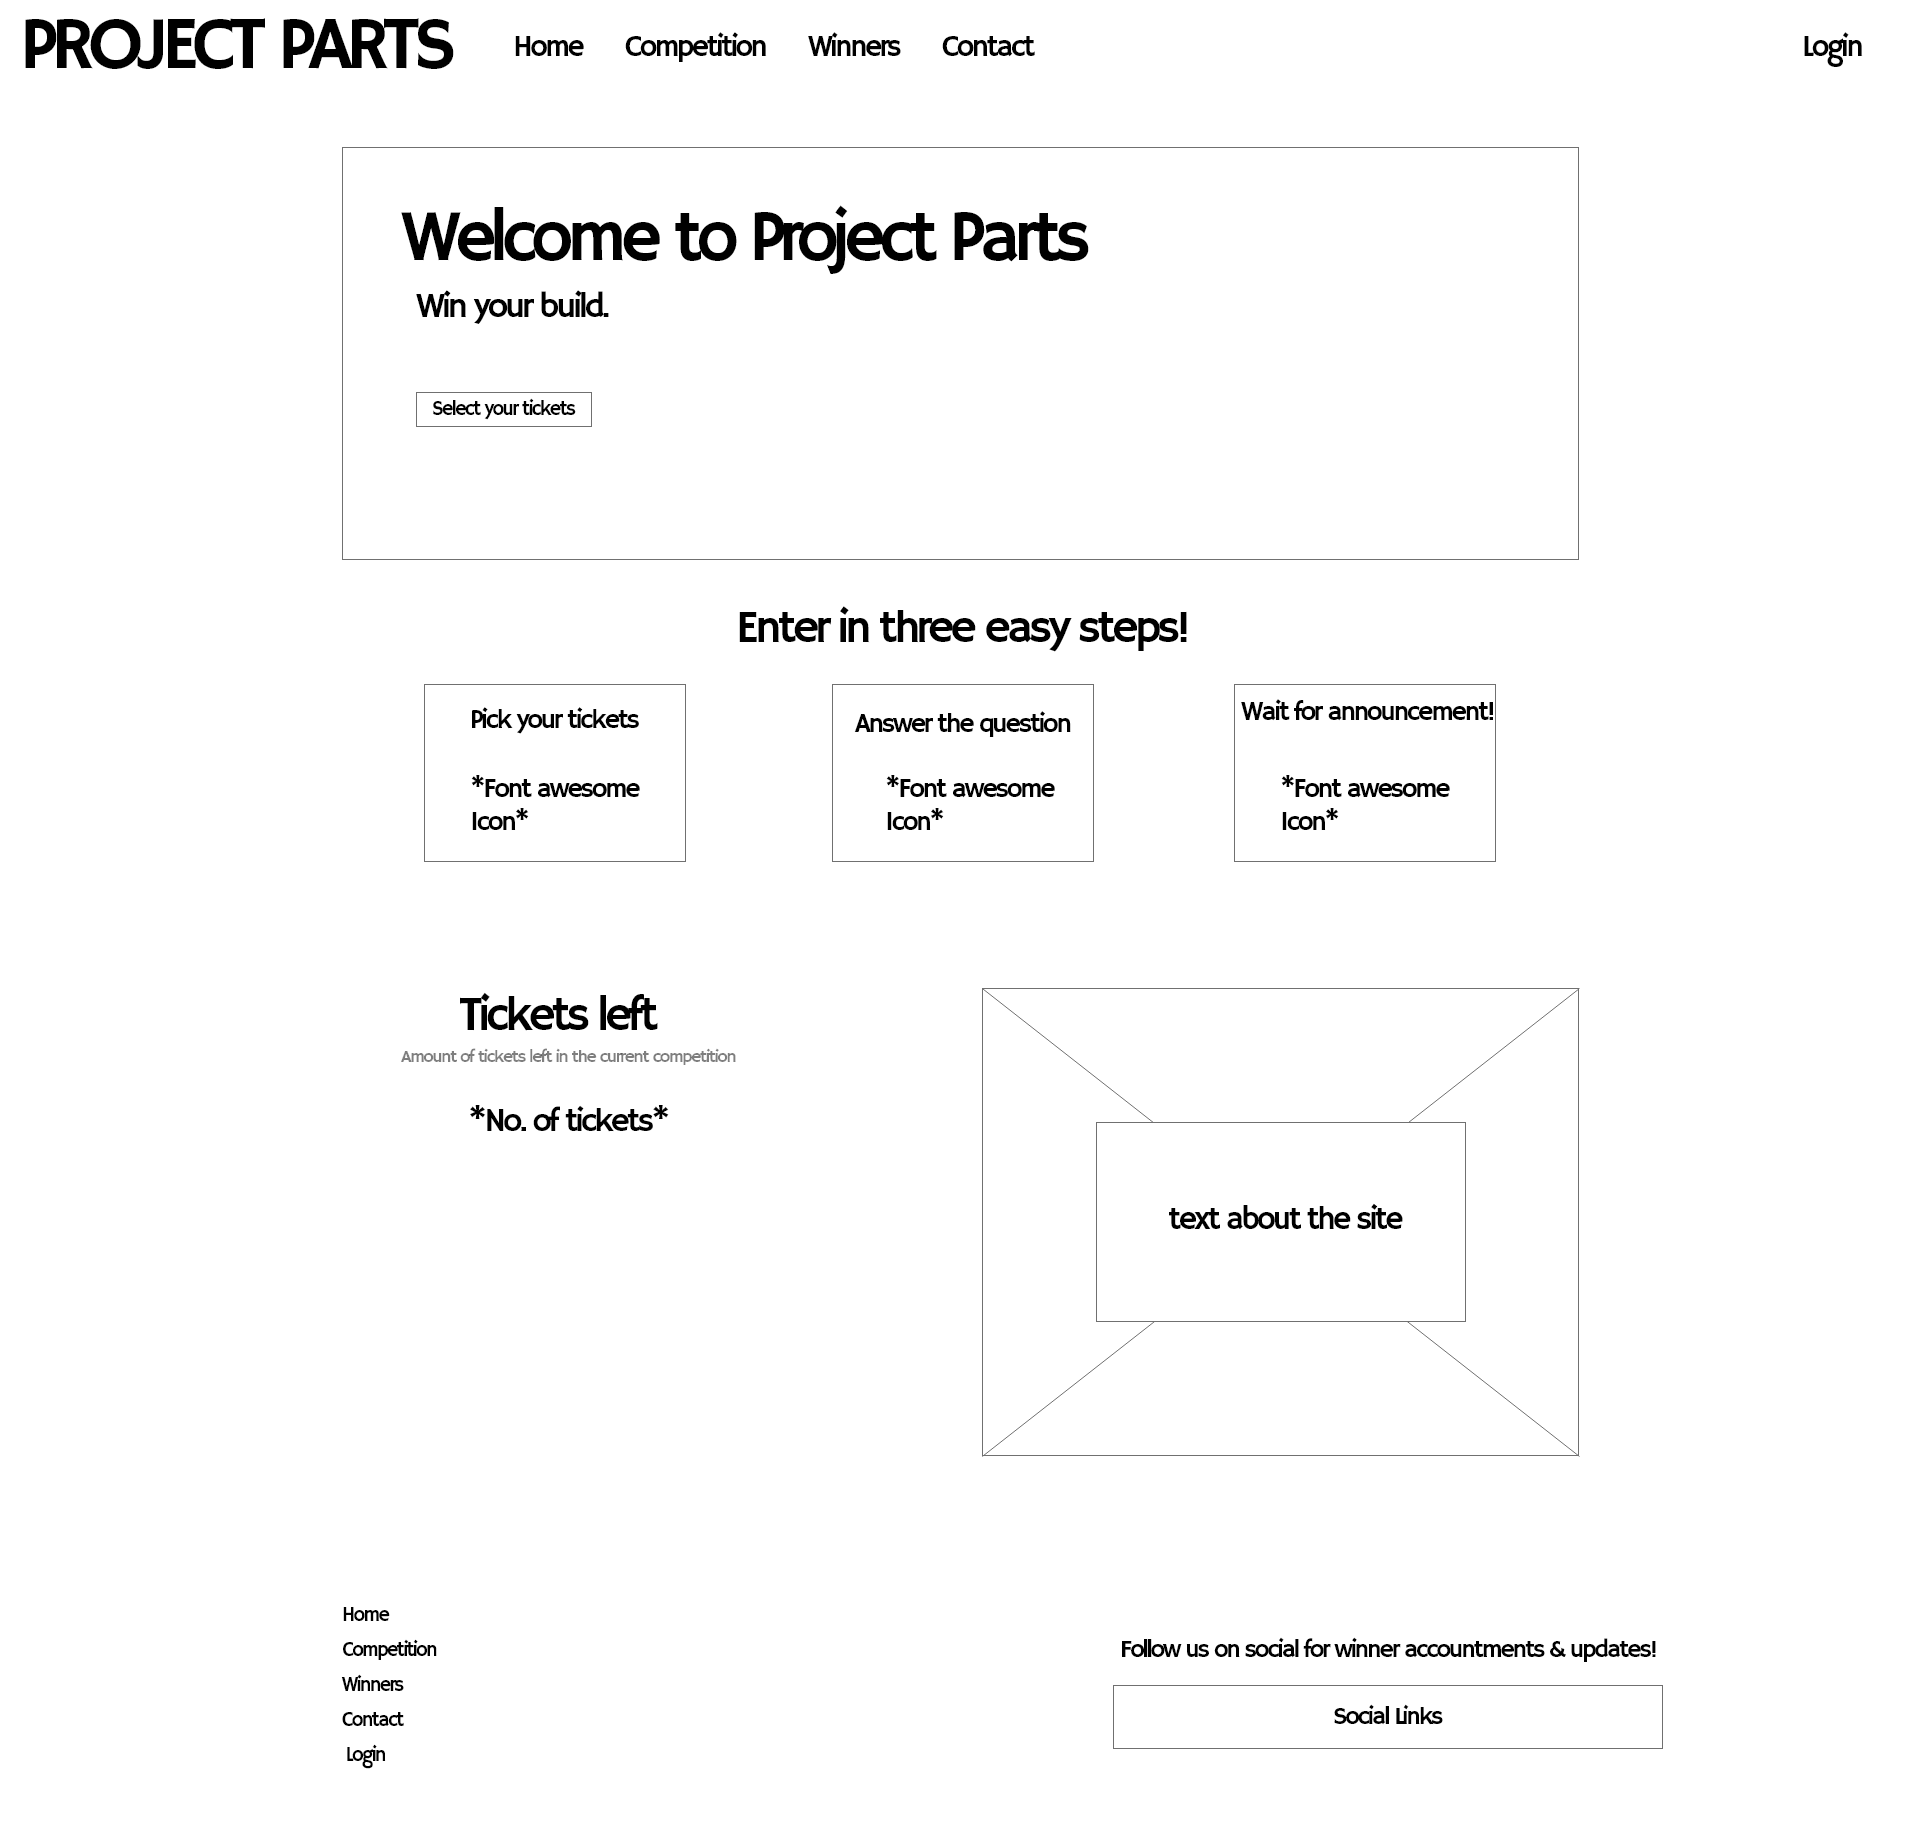 PROJECT PARTS
Home
Competition
Winners
Contact
Login
Welcome to Project Parts
Win your build.
Select your tickets
Enter in three easy steps!
Pick your tickets
*Font awesome
Icon*
Answer the question
*Font awesome
Icon*
Wait for announcement!
*Font awesome
Icon*
Tickets left
Amount of tickets left in the current competition
*No. of tickets*
text about the site
Home
Competition
Winners
Contact
Login
Follow us on social for winner accountments & updates!
Social Links